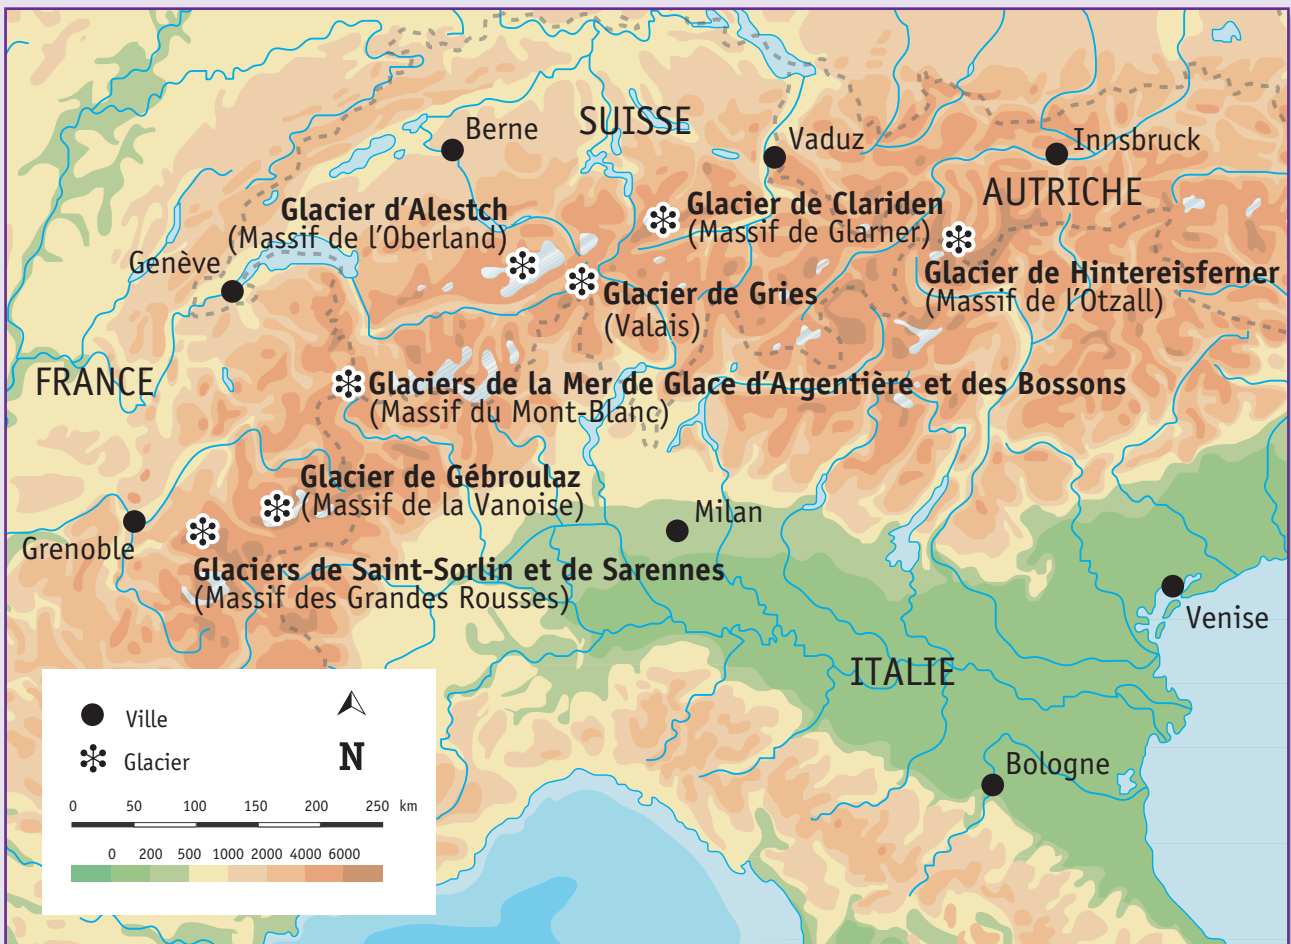 SUISSE
Berne
Vaduz
Innsbruck
AUTRICHE
Glacier d'Alestch
(Massif de l'Oberland)
Glacier de Clariden
(Massif de Glarner)
Genève
Glacier de Hintereisferner
(Massif de l'Otzall)
Glacier de Gries
(Valais)
FRANCE
Glaciers de la Mer de Glace d'Argentière et des Bossons
(Massif du Mont-Blanc)
Glacier de Gébroulaz
(Massif de la Vanoise)
Milan
Grenoble
Glaciers de Saint-Sorlin et de Sarennes
(Massif des Grandes Rousses)
Venise
ITALIE
Bologne
Ville
Glacier
N
0 50 100 150 200 250 km
0 200 500 1000 2000 4000 6000